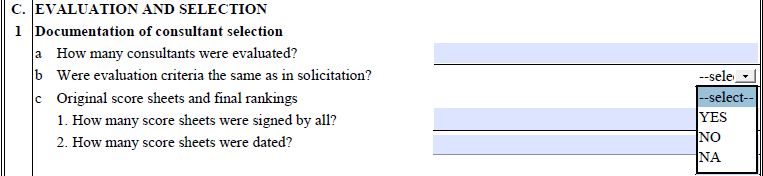 C. EVALUATION AND SELECTION
1 Documentation of consultant selection
a How many consultants were evaluated?
b Were evaluation criteria the same as in solicitation? --sele
c Original score sheets and final rankings --select--
1. How many score sheets were signed by all? YES
2. How many score sheets were dated? NO
NA